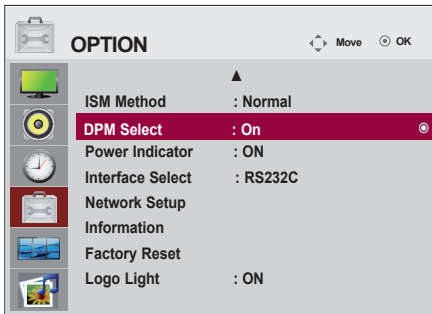 OPTION
Move OK
ISM Method : Normal
DPM Select : On
Power Indicator : ON
Interface Select : RS232C
Network Setup
Information
Factory Reset
Logo Light : ON